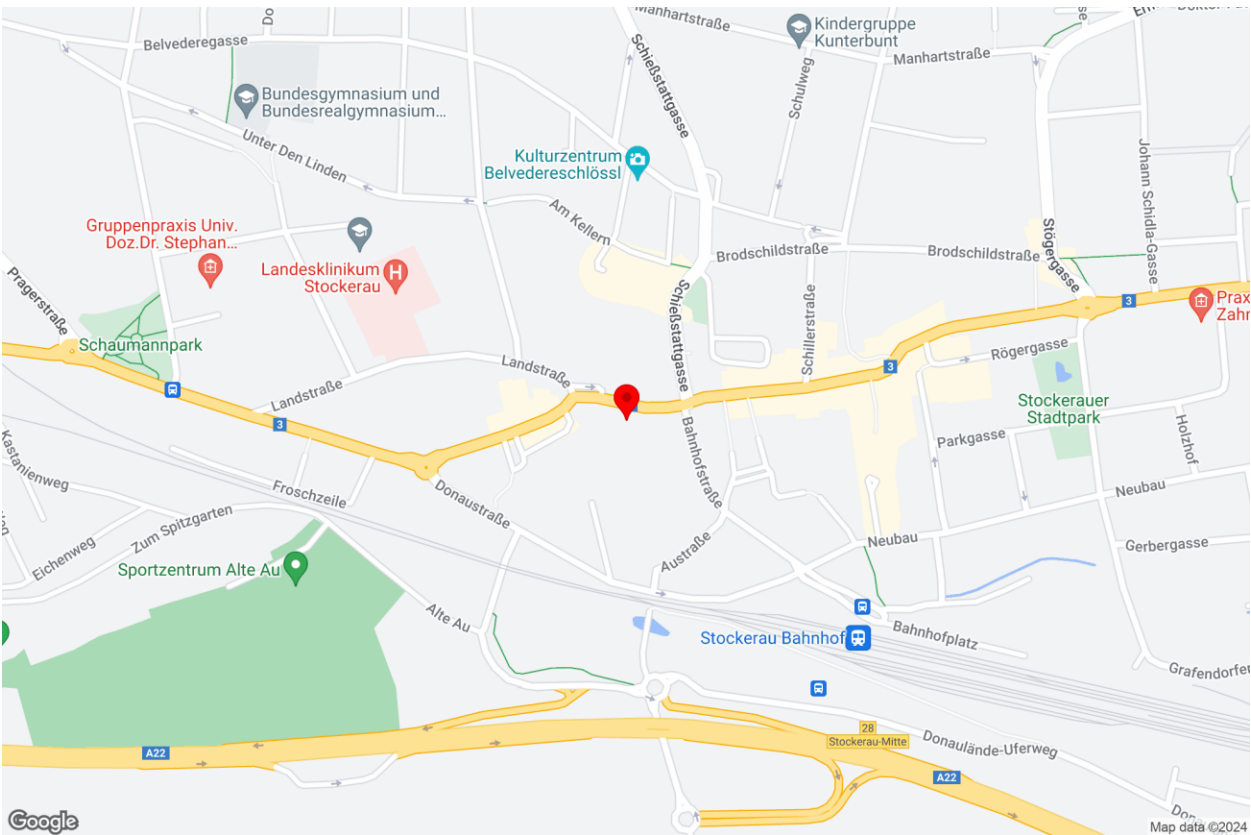 Manhartstraße
Kindergruppe
Kunterbunt
Belvederegasse
Schießstattgasse
Manhartstraße
Schulweg
Bundesgymnasium und
Bundesrealgymnasium...
Unter Den Linden
Kulturzentrum
Belvedereschlössl
Johann Schidla-Gasse
Am Kellern
Gruppenpraxis Univ.
Doz.Dr. Stephan...
Brodschildstraße
Brodschildstraße
Stögergasse
Landesklinikum
Stockerau
H
Pragerstraße
Schießstattgasse
Schillerstraße
3
Prax
Zahn
Schaumannpark
Landstraße
Rögergasse
3
Landstraße
Stockerauer
Stadtpark
3
Bahnhofstraße
Parkgasse
Holzhof
Kastanienweg
Froschzeile
Donaustraße
Neubau
Zum Spitzgarten
Eichenweg
Austraße
Neubau
Gerbergasse
Sportzentrum Alte Au
Alte Au
Stockerau Bahnhof
Bahnhofplatz
Grafendorfer
28
Stockerau-Mitte
Donaulände-Uferweg
A22
A22
Google
Map data ©2024